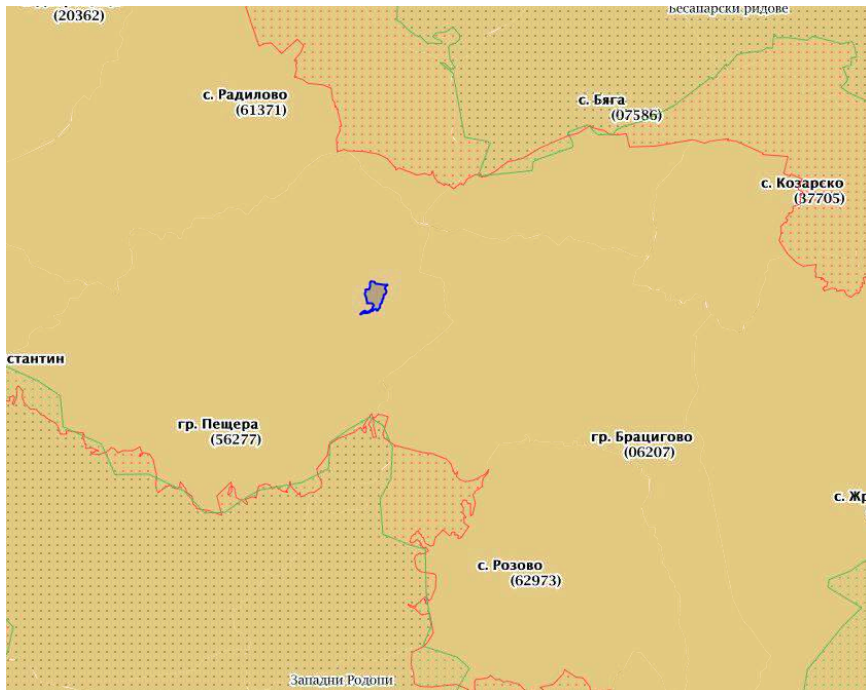 (20362)
Бесапарски ридове
с. Радилово
(61371)
с. Бяга
(07586)
с. Козарско
(37705)
стантин
гр. Пещера
(56277)
гр. Брацигово
(06207)
с. Жр
с. Розово
(62973)
Западни Родопи